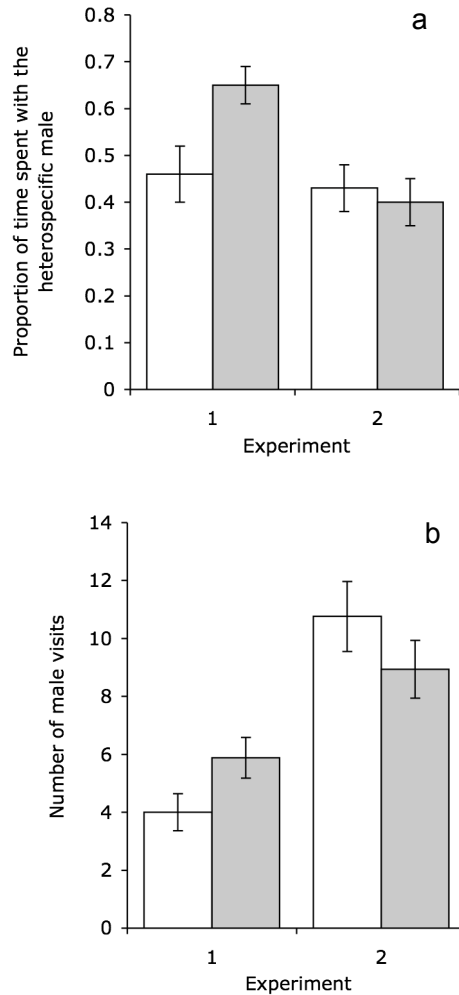 a
Proportion of time spent with the
heterospecific male
0.8
0.7
0.6
0.5
0.4
0.3
0.2
0.1
0
1 2
Experiment
b
Number of male visits
14
12
10
8
6
4
2
0
1 2
Experiment